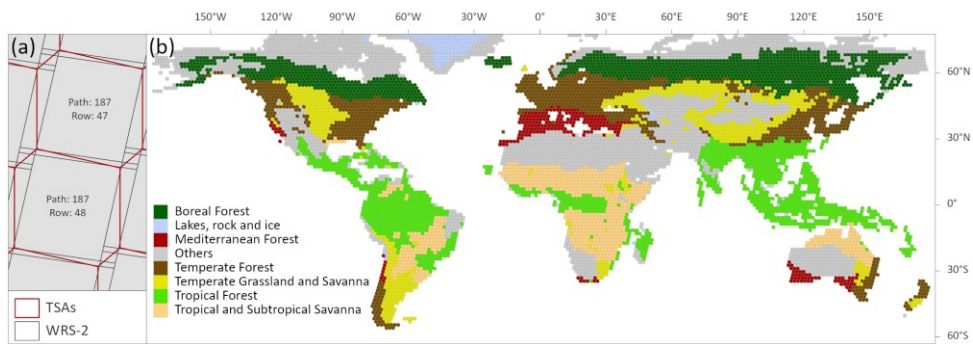 (a)
Path: 187
Row: 47
Path: 187
Row: 48
TSAs
WRS-2
(b)
150°W 120°W 90°W 60°W 30°W 0° 30°E 60°E 90°E 120°E 150°E
60°N
30°N
0°
30°S
60°S
Boreal Forest
Lakes, rock and ice
Mediterranean Forest
Others
Temperate Forest
Temperate Grassland and Savanna
Tropical Forest
Tropical and Subtropical Savanna